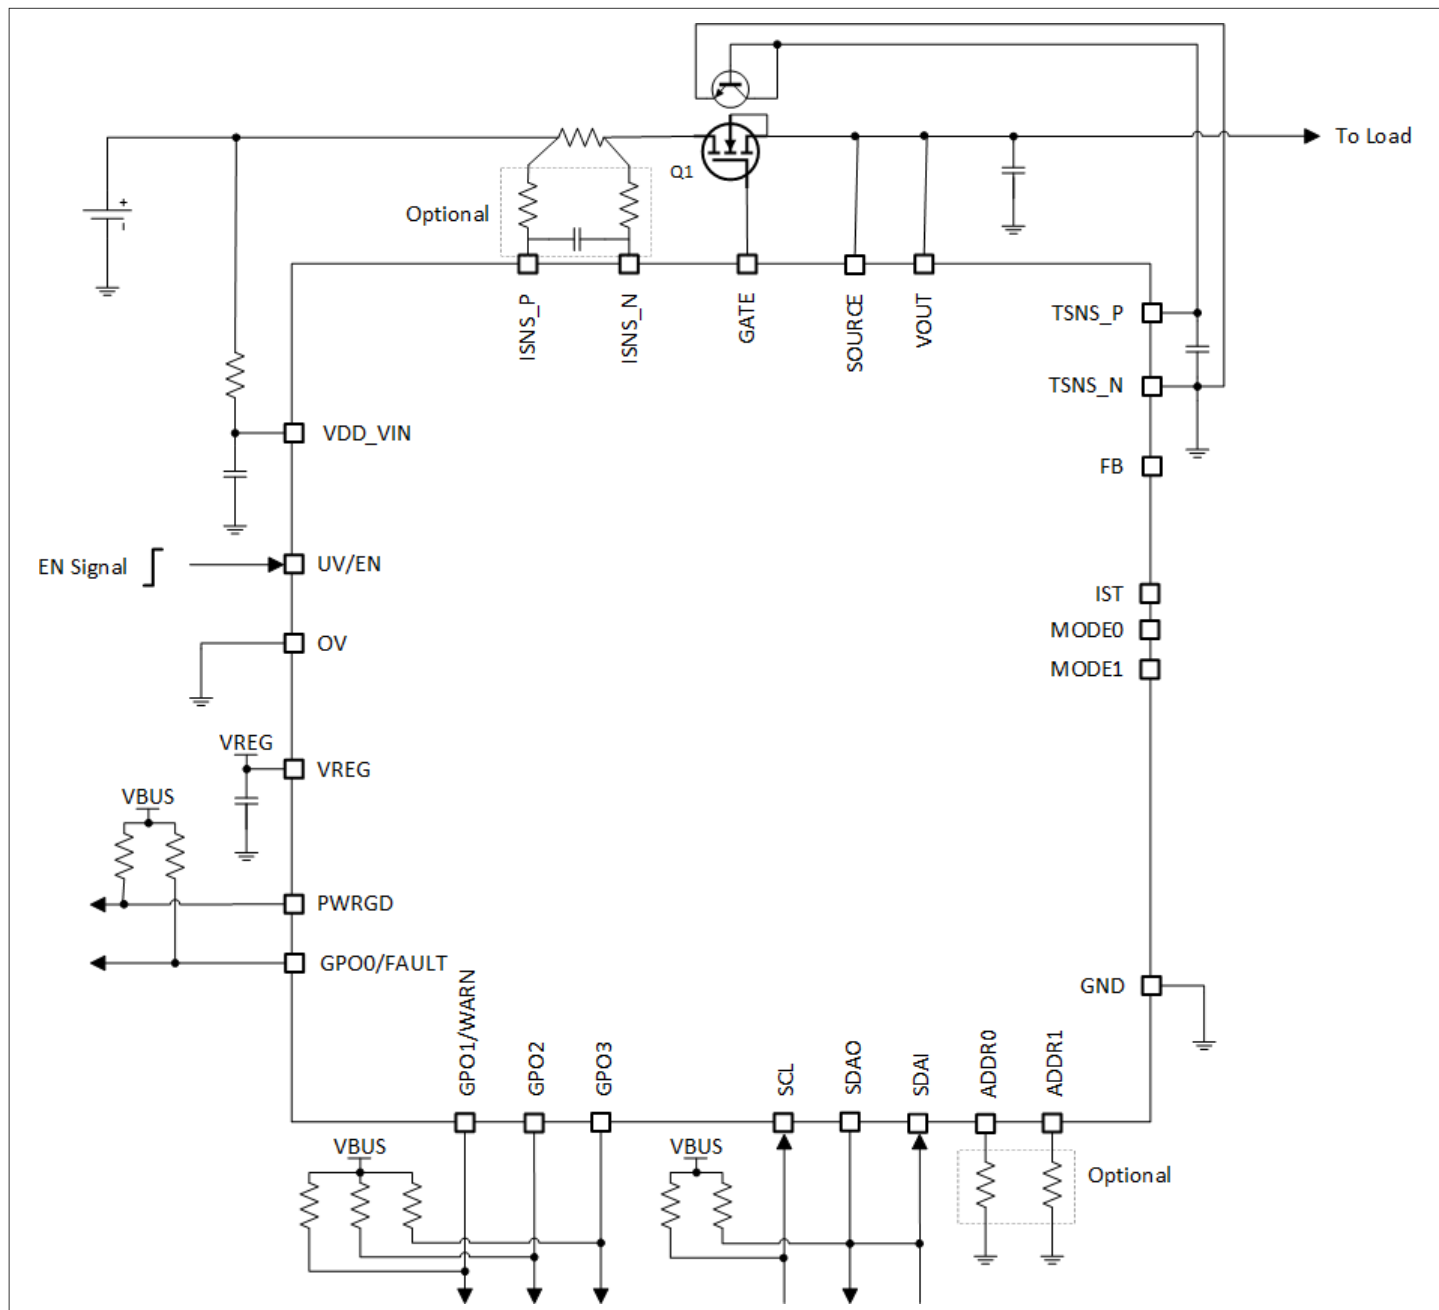 To Load
Q1
Optional
+
-
ISNS_P
ISNS_N
GATE
SOURCE
VOUT
TSNS_P
TSNS_N
VDD_VIN
FB
EN Signal
UV/EN
IST
MODE0
OV
MODE1
VREG
VREG
VBUS
PWRGD
GPO0/FAULT
GND
GPO1/WARN
GPO2
GPO3
SCL
SDAO
SDAI
ADDR0
ADDR1
VBUS
VBUS
Optional